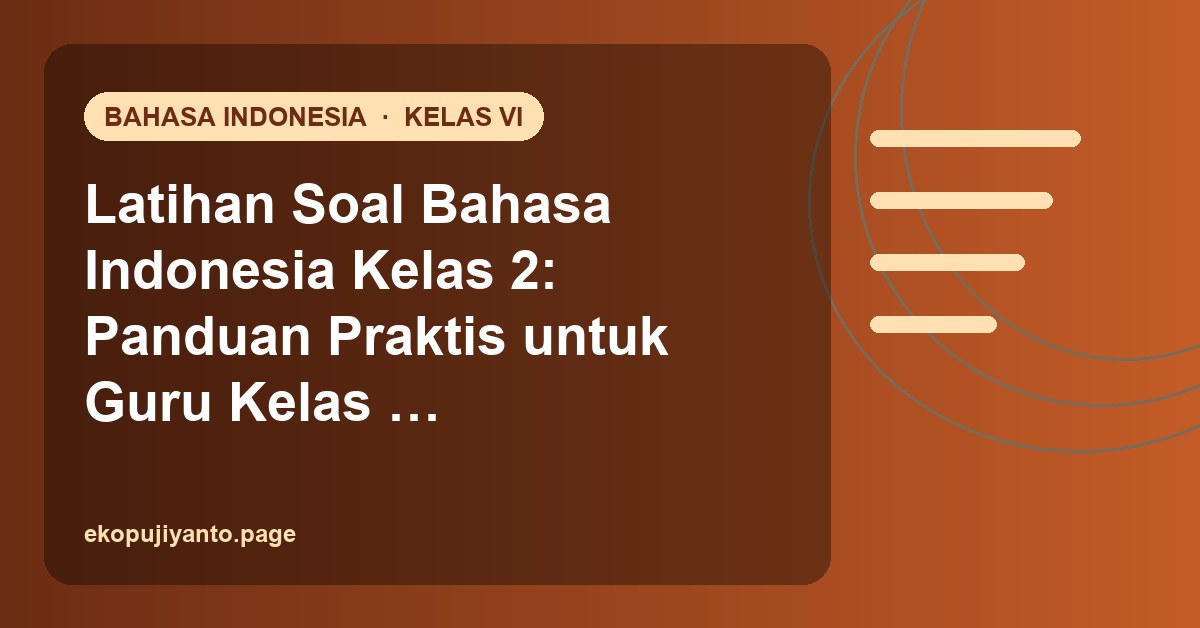 BAHASA INDONESIA · KELAS VI
Latihan Soal Bahasa
Indonesia Kelas 2:
Panduan Praktis untuk
Guru Kelas …
ekopujiyanto.page